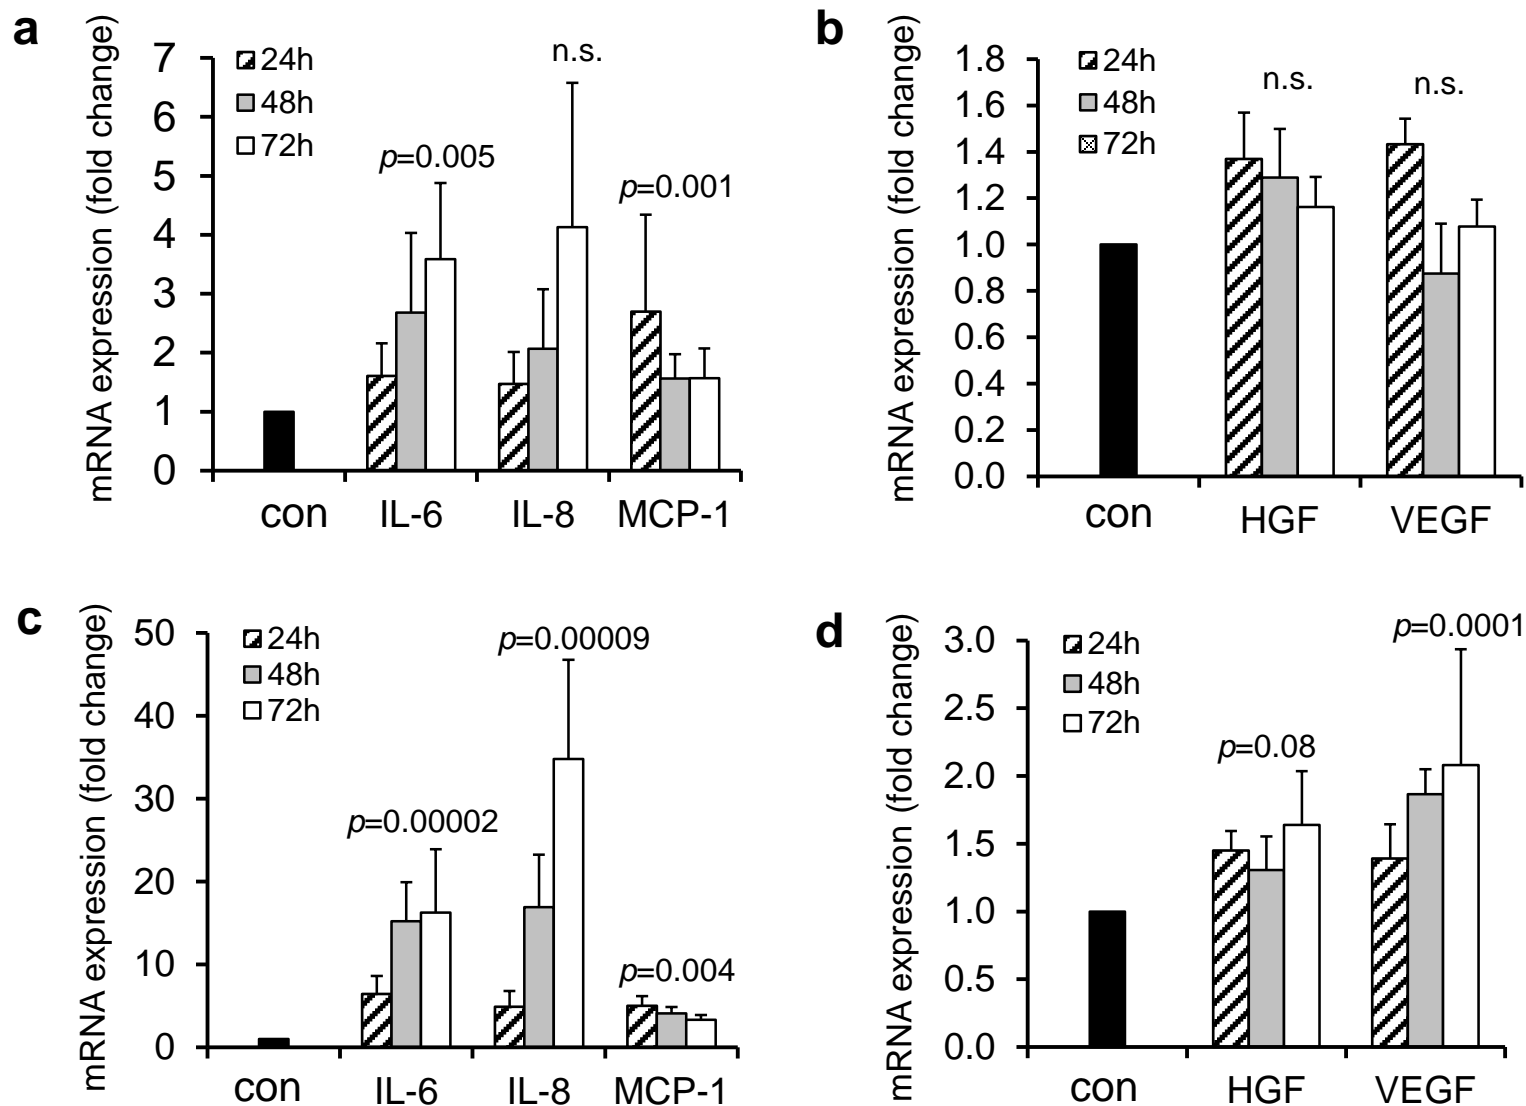 a
mRNA expression (fold change)
7
6
5
4
3
2
1
0
24h
48h
72h
p=0.005
n.s.
p=0.001
con IL-6 IL-8 MCP-1
b
mRNA expression (fold change)
1.8
1.6
1.4
1.2
1.0
0.8
0.6
0.4
0.2
0.0
24h
48h
72h
n.s. n.s.
con HGF VEGF
c
mRNA expression (fold change)
50
40
30
20
10
0
24h
48h
72h
p=0.00002
p=0.00009
p=0.004
con IL-6 IL-8 MCP-1
d
mRNA expression (fold change)
3.0
2.5
2.0
1.5
1.0
0.5
0.0
24h
48h
72h
p=0.08
p=0.0001
con HGF VEGF